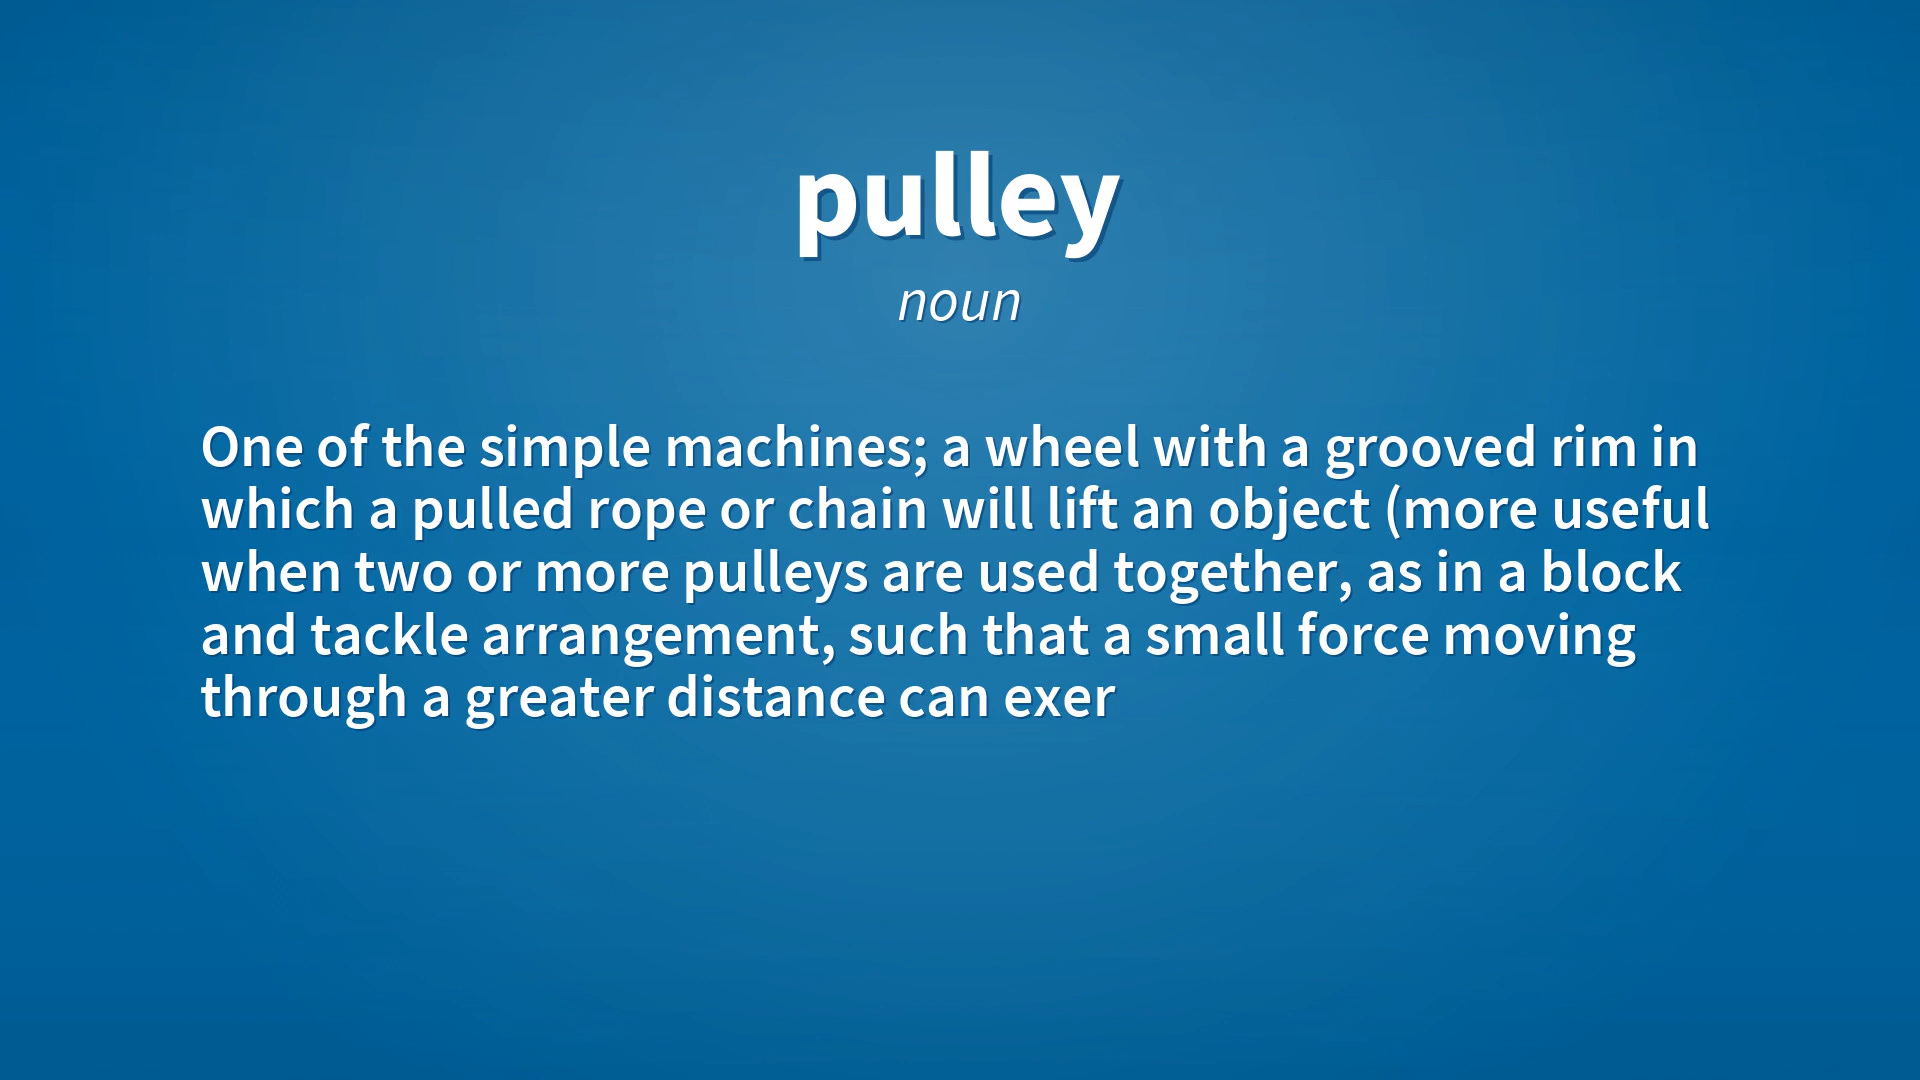 pulley
noun
One of the simple machines; a wheel with a grooved rim in
which a pulled rope or chain will lift an object (more useful
when two or more pulleys are used together, as in a block
and tackle arrangement, such that a small force moving
through a greater distance can exer